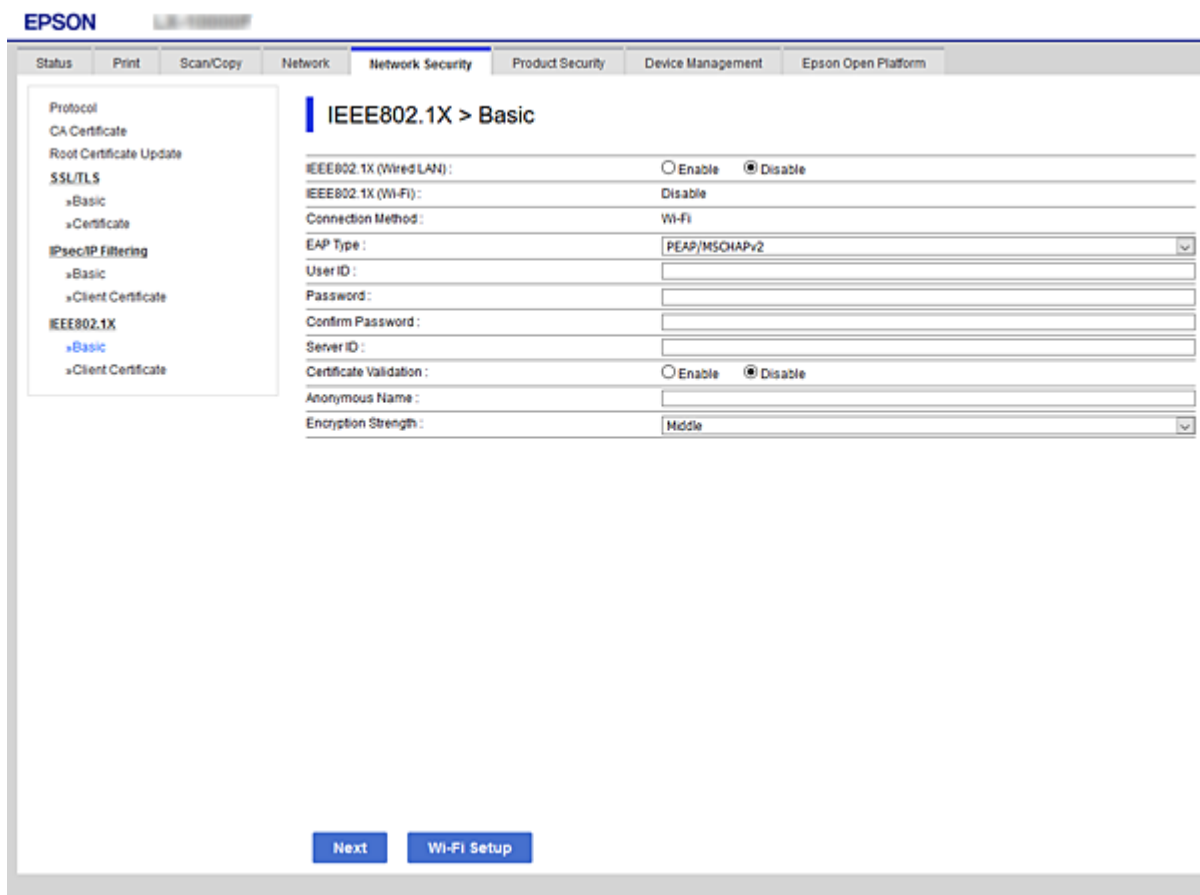 EPSON
Status Print Scan/Copy Network Network Security Product Security Device Management Epson Open Platform
Protocol
CA Certificate
Root Certificate Update
SSL/TLS
»Basic
»Certificate
IPsec/IP Filtering
»Basic
»Client Certificate
IEEE802.1X
»Basic
»Client Certificate
IEEE802.1X > Basic
IEEE802.1X (Wired LAN) : Enable Disable
IEEE802.1X (Wi-Fi) : Disable
Connection Method : Wi-Fi
EAP Type : PEAP/MSCHAPv2
User ID :
Password :
Confirm Password :
Server ID :
Certificate Validation : Enable Disable
Anonymous Name :
Encryption Strength : Middle
Next Wi-Fi Setup